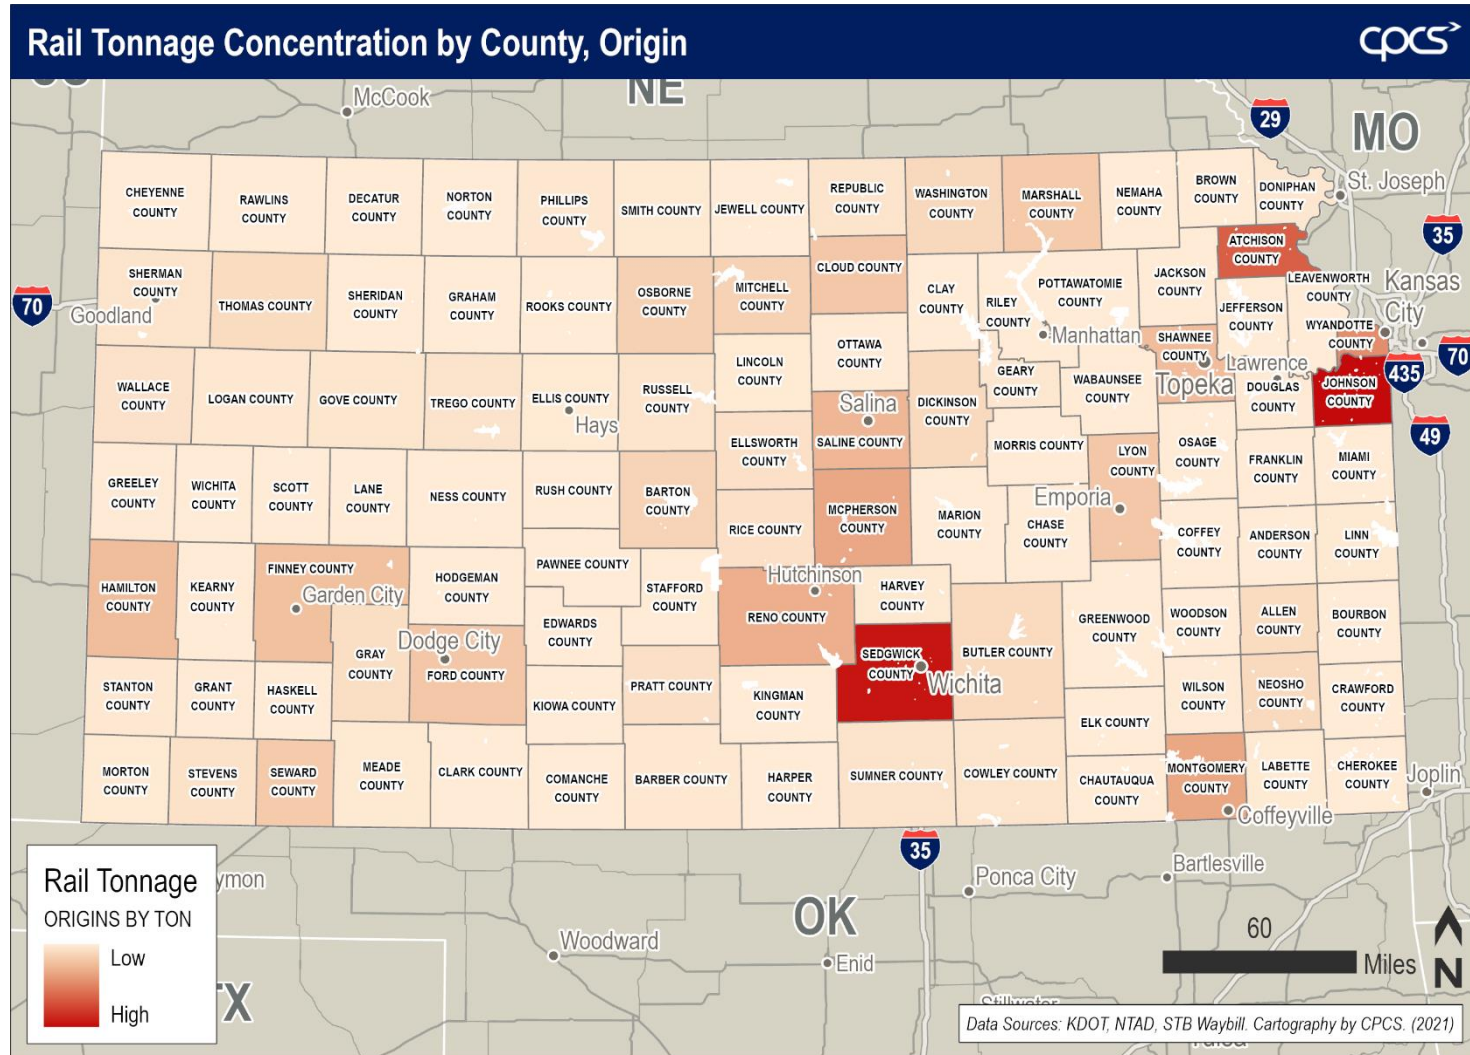 Rail Tonnage Concentration by County, Origin
cpcs
NE
McCook
29
MO
St. Joseph
35
Kansas
City
70
Goodland
CHEYENNE
COUNTY
RAWLINS
COUNTY
DECATUR
COUNTY
NORTON
COUNTY
PHILLIPS
COUNTY
SMITH COUNTY
JEWELL COUNTY
REPUBLIC
COUNTY
WASHINGTON
COUNTY
MARSHALL
COUNTY
NEMAHA
COUNTY
BROWN
COUNTY
DONIPHAN
COUNTY
ATCHISON
COUNTY
SHERMAN
COUNTY
THOMAS COUNTY
SHERIDAN
COUNTY
GRAHAM
COUNTY
ROOKS COUNTY
OSBORNE
COUNTY
MITCHELL
COUNTY
CLOUD COUNTY
CLAY
COUNTY
RILEY
COUNTY
POTTAWATOMIE
COUNTY
Manhattan
JACKSON
COUNTY
JEFFERSON
COUNTY
LEAVENWORTH
COUNTY
WYANDOTTE
COUNTY
SHAWNEE
COUNTY
Topeka
Lawrence
DOUGLAS
COUNTY
JOHNSON
COUNTY
435
70
49
WALLACE
COUNTY
LOGAN COUNTY
GOVE COUNTY
TREGO COUNTY
ELLIS COUNTY
Hays
RUSSELL
COUNTY
LINCOLN
COUNTY
OTTAWA
COUNTY
Salina
SALINE COUNTY
DICKINSON
COUNTY
GEARY
COUNTY
WABAUNSEE
COUNTY
MORRIS COUNTY
LYON
COUNTY
Emporia
OSAGE
COUNTY
FRANKLIN
COUNTY
MIAMI
COUNTY
ELLSWORTH
COUNTY
GREELEY
COUNTY
WICHITA
COUNTY
SCOTT
COUNTY
LANE
COUNTY
NESS COUNTY
RUSH COUNTY
BARTON
COUNTY
RICE COUNTY
MCPHERSON
COUNTY
MARION
COUNTY
CHASE
COUNTY
COFFEY
COUNTY
ANDERSON
COUNTY
LINN
COUNTY
HAMILTON
COUNTY
KEARNY
COUNTY
FINNEY COUNTY
Garden City
HODGEMAN
COUNTY
PAWNEE COUNTY
STAFFORD
COUNTY
EDWARDS
COUNTY
Hutchinson
RENO COUNTY
HARVEY
COUNTY
SEDGWICK
COUNTY
Wichita
BUTLER COUNTY
GREENWOOD
COUNTY
WOODSON
COUNTY
ALLEN
COUNTY
BOURBON
COUNTY
GRAY
COUNTY
Dodge City
FORD COUNTY
STANTON
COUNTY
GRANT
COUNTY
HASKELL
COUNTY
KIOWA COUNTY
PRATT COUNTY
KINGMAN
COUNTY
ELK COUNTY
WILSON
COUNTY
NEOSHO
COUNTY
CRAWFORD
COUNTY
MORTON
COUNTY
STEVENS
COUNTY
SEWARD
COUNTY
MEADE
COUNTY
CLARK COUNTY
COMANCHE
COUNTY
BARBER COUNTY
HARPER
COUNTY
SUMNER COUNTY
COWLEY COUNTY
CHAUTAUQUA
COUNTY
MONTGOMERY
COUNTY
Coffeyville
LABETTE
COUNTY
CHEROKEE
COUNTY
Joplin
35
Ponca City
Bartlesville
OK
Woodward
Enid
Rail Tonnage
ORIGINS BY TON
Low
High
ymon
TX
60
Miles
N
Stillwater
Data Sources: KDOT, NTAD, STB Waybill. Cartography by CPCS. (2021)